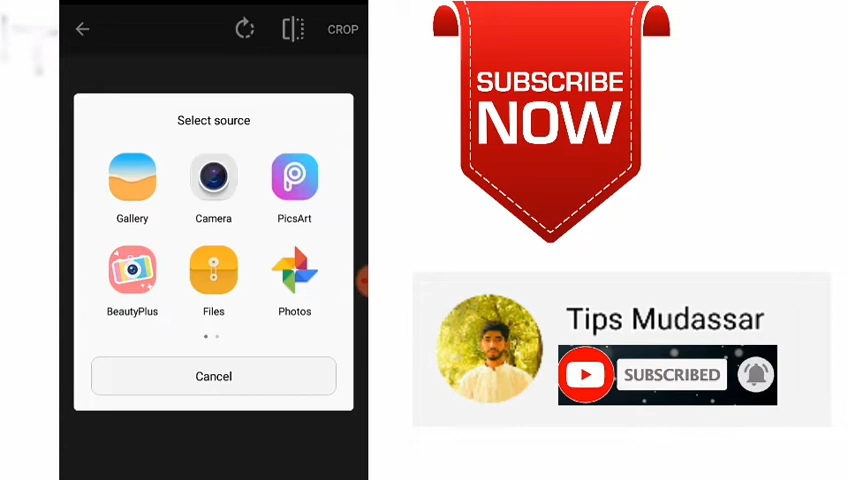 CROP
Select source
Gallery
Camera
PicsArt
BeautyPlus
Files
Photos
Cancel
SUBSCRIBE
NOW
Tips Mudassar
SUBSCRIBED